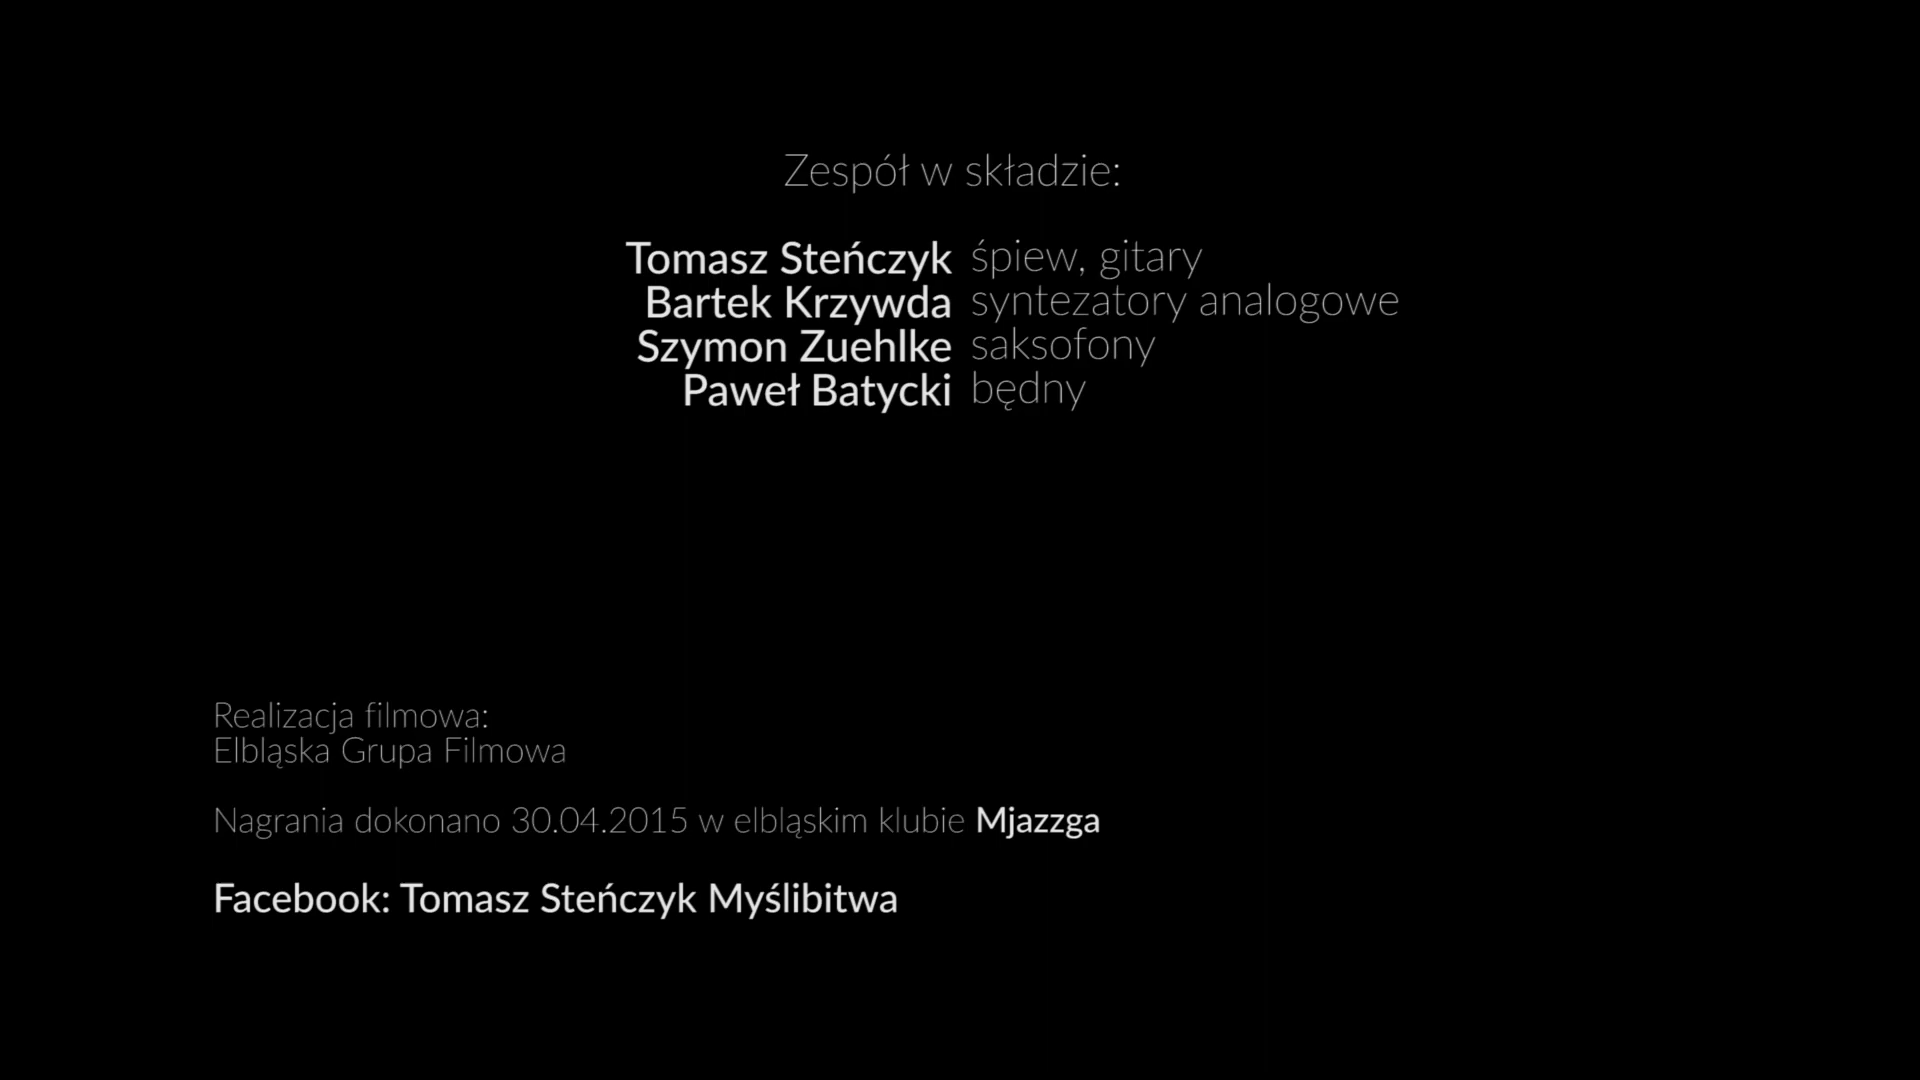 Zespół w składzie:
Tomasz Steńczyk śpiew, gitary
Bartek Krzywda syntezatory analogowe
Szymon Zuehlke saksofony
Paweł Batycki będny
Realizacja filmowa:
Elbląska Grupa Filmowa
Nagrania dokonano 30.04.2015 w elbląskim klubie Mjazzga
Facebook: Tomasz Steńczyk Myślibitwa